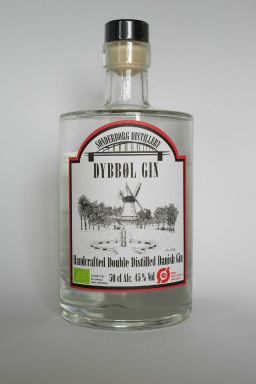 SØNDERBORG DISTILLERY
DYBBØL GIN
Handcrafted Double Distilled Danish Gin
50 cl Alc. 45% Vol